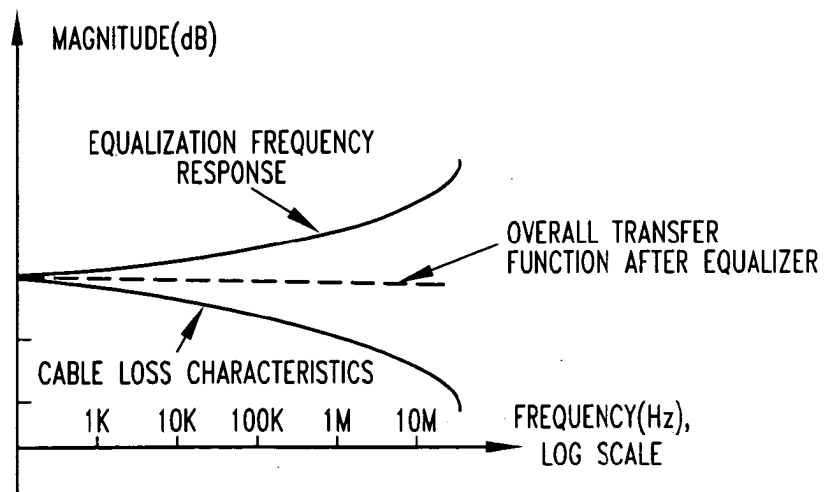 MAGNITUDE(dB)
EQUALIZATION FREQUENCY
RESPONSE
OVERALL TRANSFER
FUNCTION AFTER EQUALIZER
CABLE LOSS CHARACTERISTICS
1K 10K 100K 1M 10M
FREQUENCY(Hz),
LOG SCALE